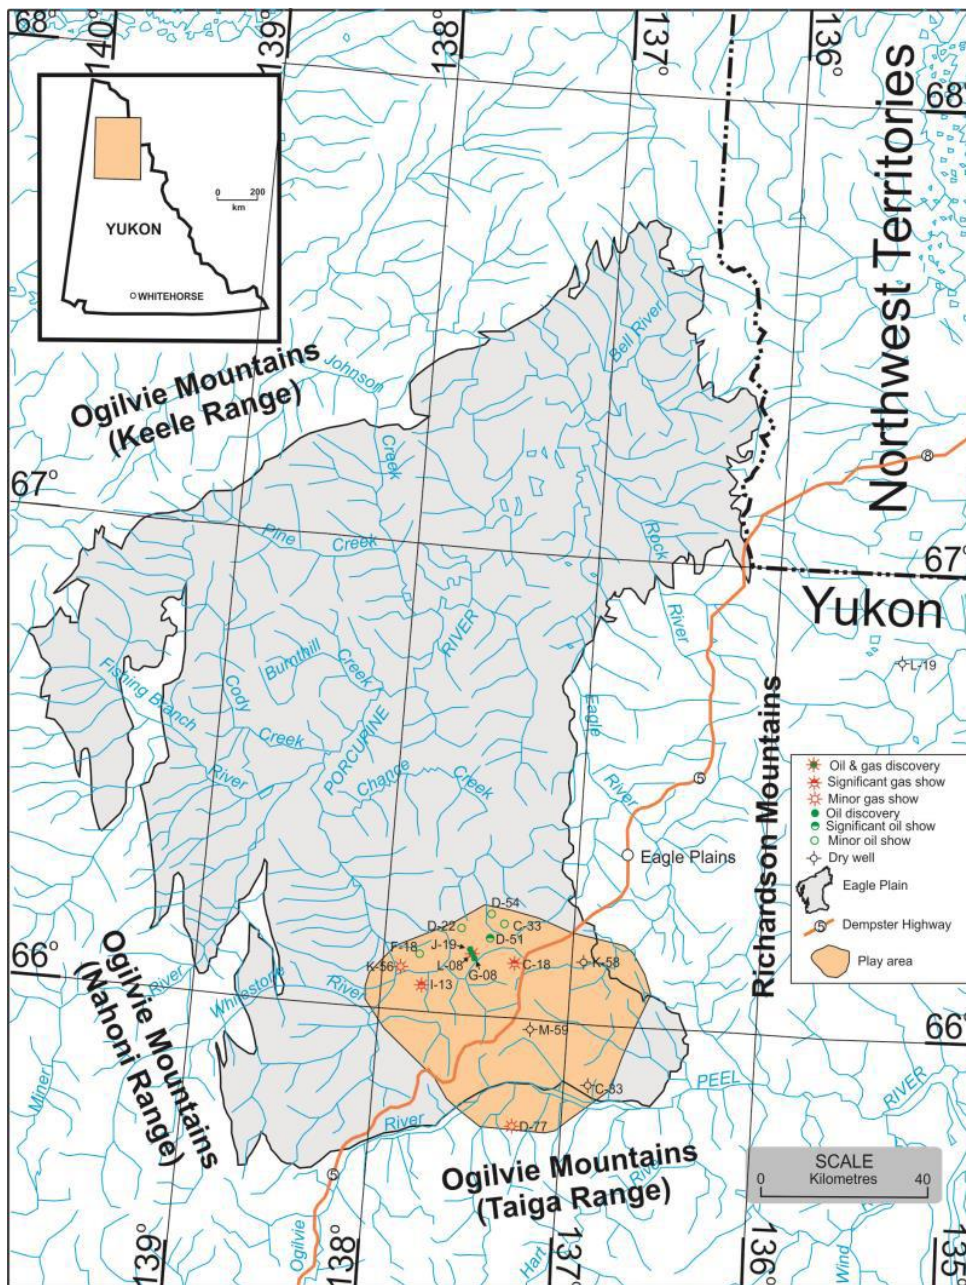 68°
140°
139°
138°
137°
136°
68°
0 200
km
YUKON
WHITEHORSE
Northwest Territories
Bell River
Johnson
Ogilvie Mountains
(Keele Range)
Creek
8
67°
Pine Creek
Rock
67°
Yukon
River
RIVER
L-19
Burnthill
Creek
Fishing Branch
Cody
Creek
Eagle
River
PORCUPINE
Chance Creek
River
5
Richardson Mountains
Oil & gas discovery
Significant gas show
Minor gas show
Oil discovery
Significant oil show
Minor oil show
Dry well
Eagle Plain
5 Dempster Highway
Play area
Eagle Plains
D-54
D-22
C-33
J-19
D-51
F-18
K-56
L-08
C-18
K-58
G-08
I-13
66°
Ogilvie Mountains
(Nahoni Range)
River
Whitestone
River
M-59
66°
Miner
C-33
PEEL
RIVER
River
D-77
5
Ogilvie Mountains
(Taiga Range)
River
SCALE
Kilometres
0 40
Ogilvie
Hart
Wind
139°
138°
137°
136°
135°